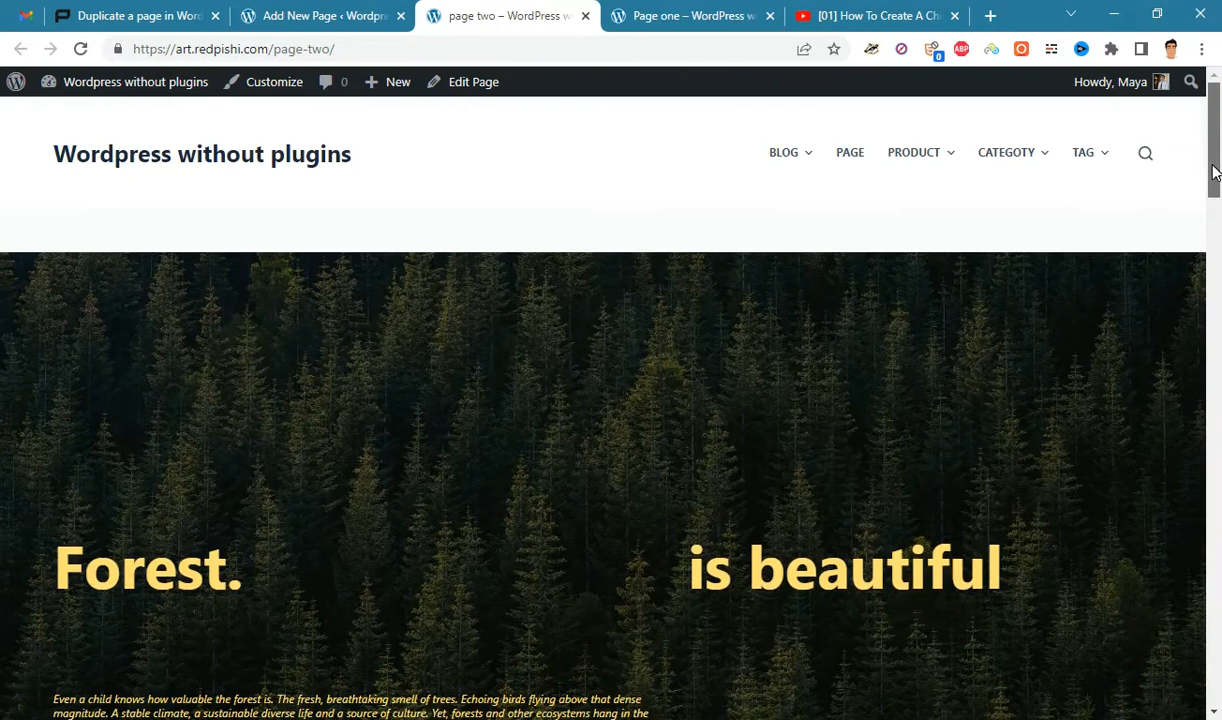 Duplicate a page in Word
Add New Page ‹ Wordpr
page two – WordPress w
Page one – WordPress w
[01] How To Create A Ch
https://art.redpishi.com/page-two/
0
ABP
Wordpress without plugins
Customize
0
New
Edit Page
Howdy, Maya
Wordpress without plugins
BLOG
PAGE
PRODUCT
CATEGOTY
TAG
Forest.
is beautiful
Even a child knows how valuable the forest is. The fresh, breathtaking smell of trees. Echoing birds flying above that dense
magnitude. A stable climate, a sustainable diverse life and a source of culture. Yet, forests and other ecosystems hang in the